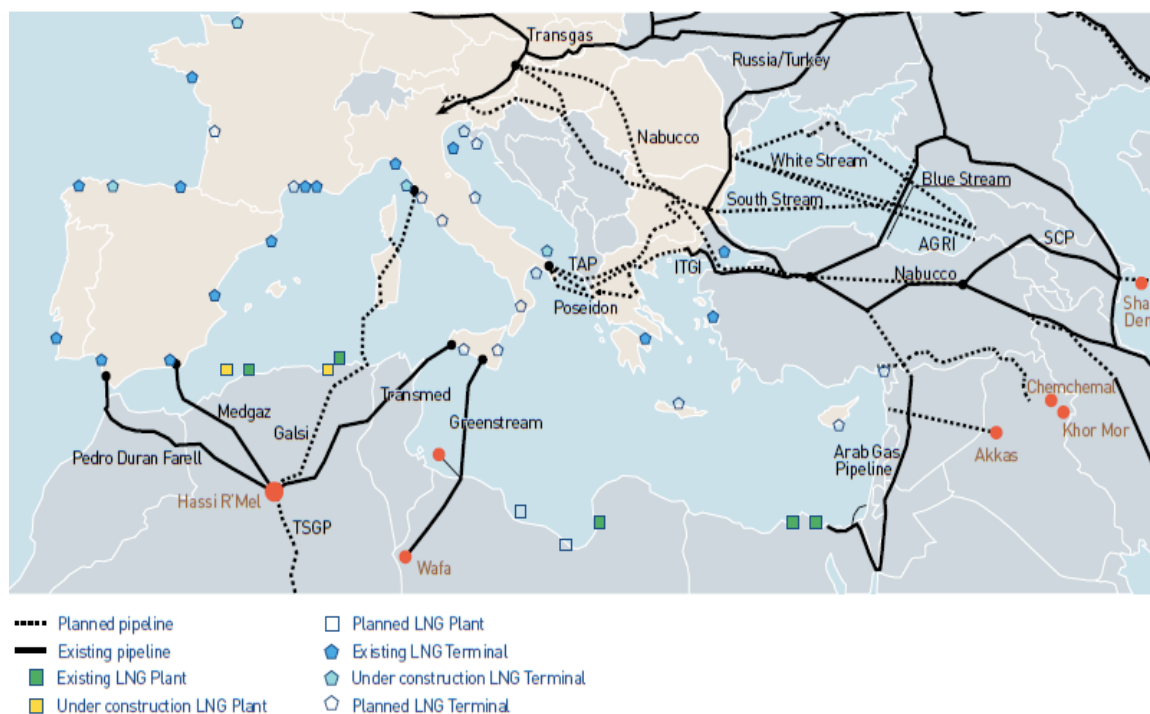 Transgas
Russia/Turkey
Nabucco
White Stream
Blue Stream
South Stream
AGRI
SCP
TAP
ITGI
Nabucco
Poseidon
Sha
Den
Transmed
Medgaz
Greenstream
Galsi
Chemchemal
Khor Mor
Pedro Duran Farell
Arab Gas
Pipeline
Akkas
Hassi R'Mel
TSGP
Wafa
Planned pipeline
Existing pipeline
Existing LNG Plant
Under construction LNG Plant
Planned LNG Plant
Existing LNG Terminal
Under construction LNG Terminal
Planned LNG Terminal